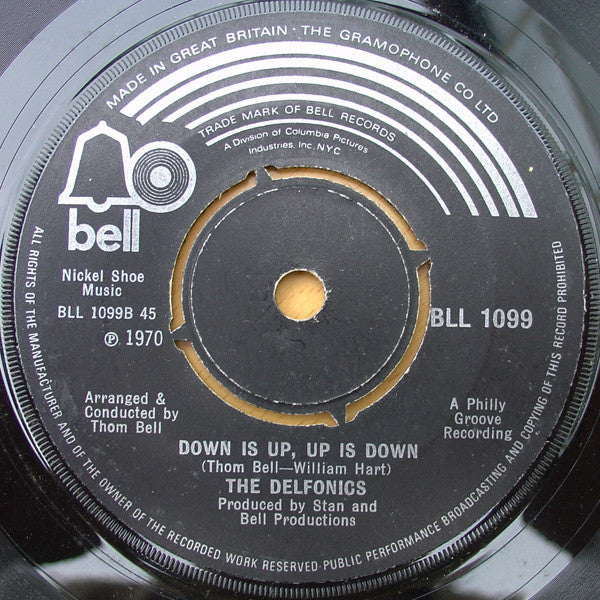 MADE IN GREAT BRITAIN · THE GRAMOPHONE CO LTD
TRADE MARK OF BELL RECORDS
A Division of Columbia Pictures
Industries, Inc, NYC
bell
Nickel Shoe
Music
BLL 1099B 45
℗ 1970
BLL 1099
Arranged &
Conducted by
Thom Bell
A Philly
Groove
Recording
DOWN IS UP, UP IS DOWN
(Thom Bell—William Hart)
THE DELFONICS
Produced by Stan and
Bell Productions
ALL RIGHTS OF THE MANUFACTURER AND OF THE OWNER OF THE RECORDED WORK RESERVED·PUBLIC PERFORMANCE BROADCASTING AND COPYING OF THIS RECORD PROHIBITED